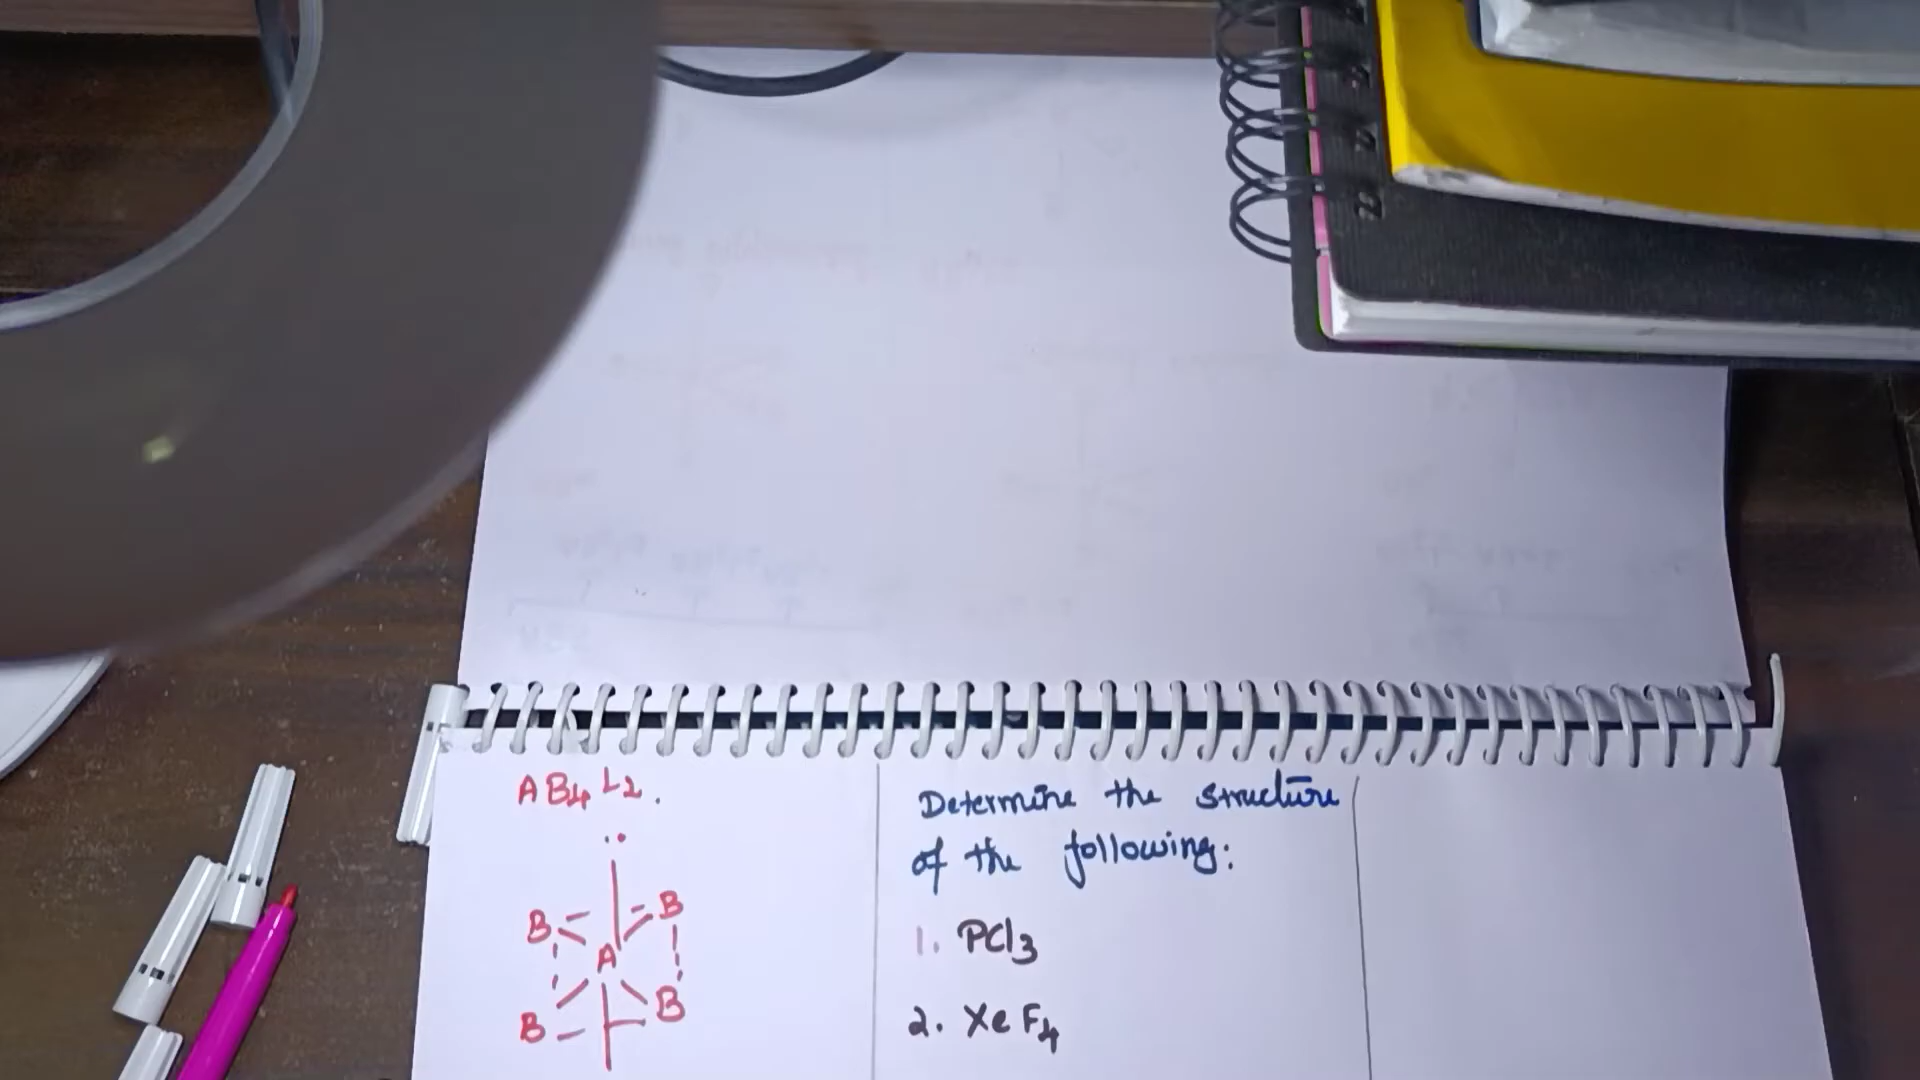 AB4L2.
B B
A
B B
Determine the structure
of the following:
1. PCl3
2. XeF4